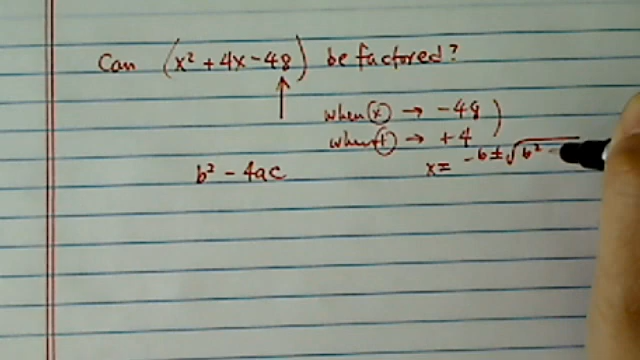 Can (x² + 4x - 48) be factored?
when (x) → - 48 )
when (+) → + 4
b² - 4ac
x = -b ± √b² -